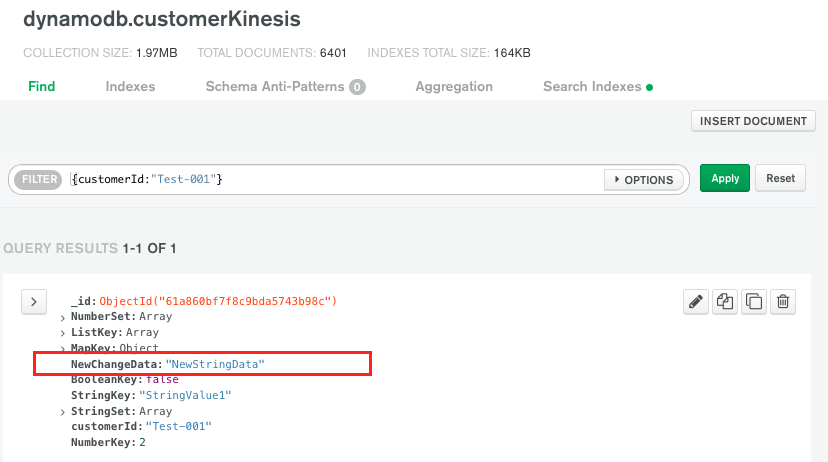 dynamodb.customerKinesis
COLLECTION SIZE: 1.97MB TOTAL DOCUMENTS: 6401 INDEXES TOTAL SIZE: 164KB
Find Indexes Schema Anti-Patterns 0 Aggregation Search Indexes
INSERT DOCUMENT
FILTER {customerId:"Test-001"} OPTIONS Apply Reset
QUERY RESULTS 1-1 OF 1
_id: ObjectId("61a860bf7f8c9bda5743b98c")
NumberSet: Array
ListKey: Array
MapKey: Object
NewChangeData: "NewStringData"
BooleanKey: false
StringKey: "StringValue1"
StringSet: Array
customerId: "Test-001"
NumberKey: 2